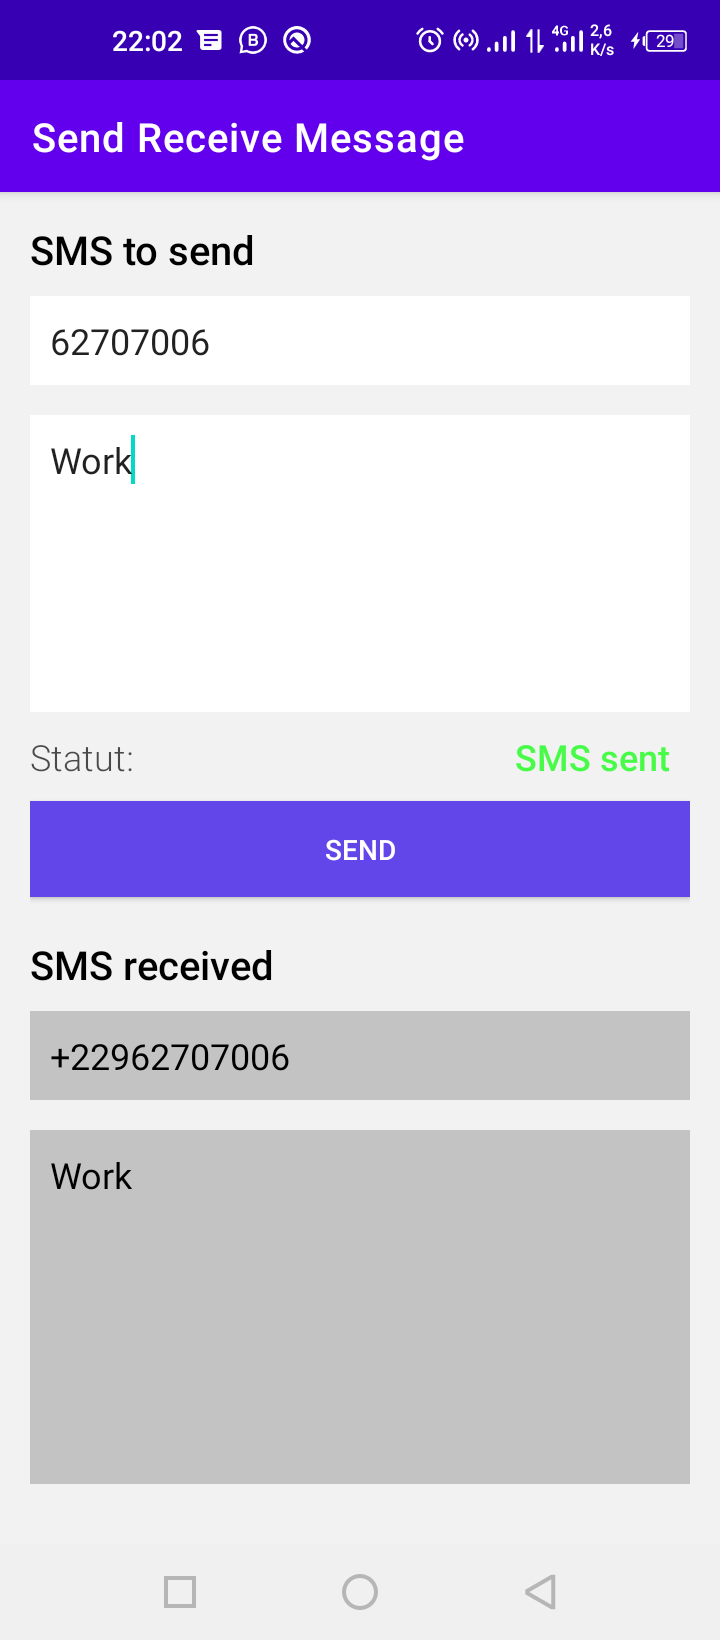 22:02 B 4G 2,6 K/s 29
Send Receive Message
SMS to send
62707006
Work
Statut: SMS sent
SEND
SMS received
+22962707006
Work